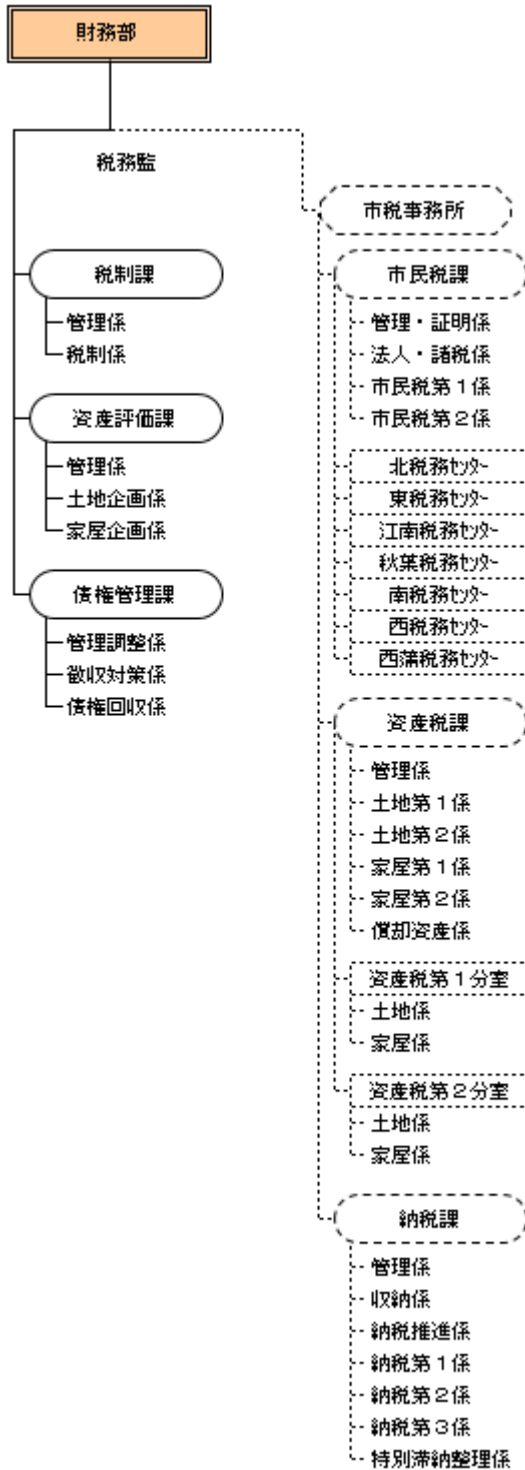 財務部
税務監
税制課
管理係
税制係
資産評価課
管理係
土地企画係
家屋企画係
債権管理課
管理調整係
徴収対策係
債権回収係
市税事務所
市民税課
管理・証明係
法人・諸税係
市民税第１係
市民税第２係
北税務ｾﾝﾀｰ
東税務ｾﾝﾀｰ
江南税務ｾﾝﾀｰ
秋葉税務ｾﾝﾀｰ
南税務ｾﾝﾀｰ
西税務ｾﾝﾀｰ
西蒲税務ｾﾝﾀｰ
資産税課
管理係
土地第１係
土地第２係
家屋第１係
家屋第２係
償却資産係
資産税第１分室
土地係
家屋係
資産税第２分室
土地係
家屋係
納税課
管理係
収納係
納税推進係
納税第１係
納税第２係
納税第３係
特別滞納整理係